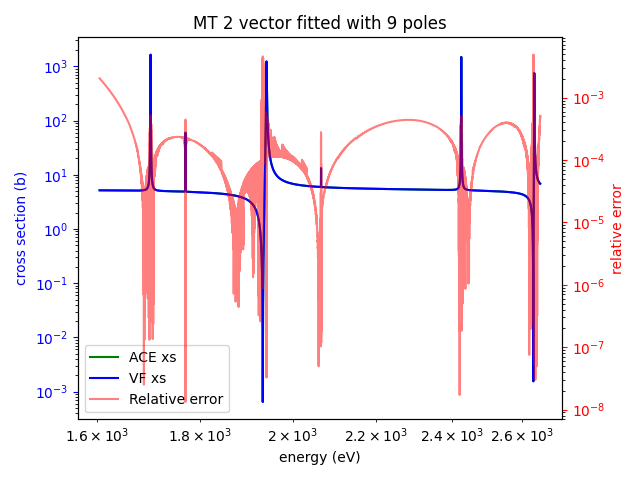 MT 2 vector fitted with 9 poles
cross section (b)
10³
10²
10¹
10⁰
10⁻¹
10⁻²
10⁻³
10⁻³
10⁻⁴
10⁻⁵
10⁻⁶
10⁻⁷
10⁻⁸
relative error
ACE xs
VF xs
Relative error
1.6 × 10³ 1.8 × 10³ 2 × 10³ 2.2 × 10³ 2.4 × 10³ 2.6 × 10³
energy (eV)